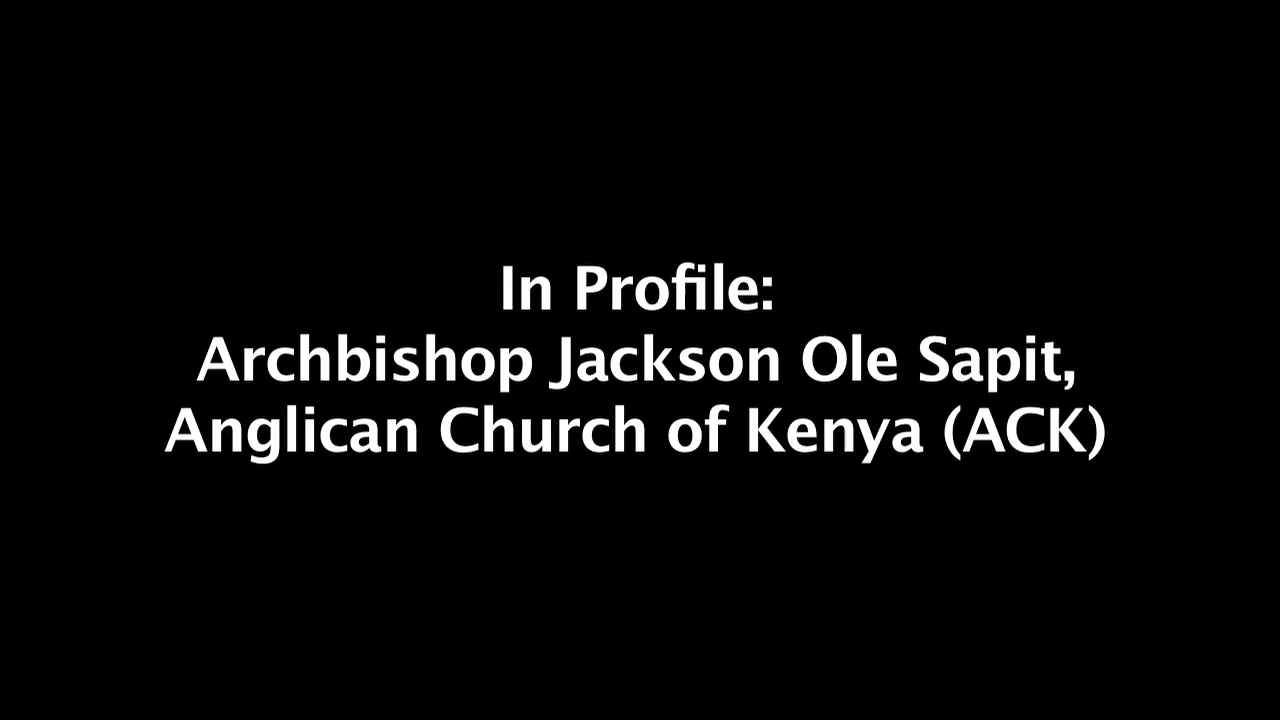 In Profile:
Archbishop Jackson Ole Sapit,
Anglican Church of Kenya (ACK)